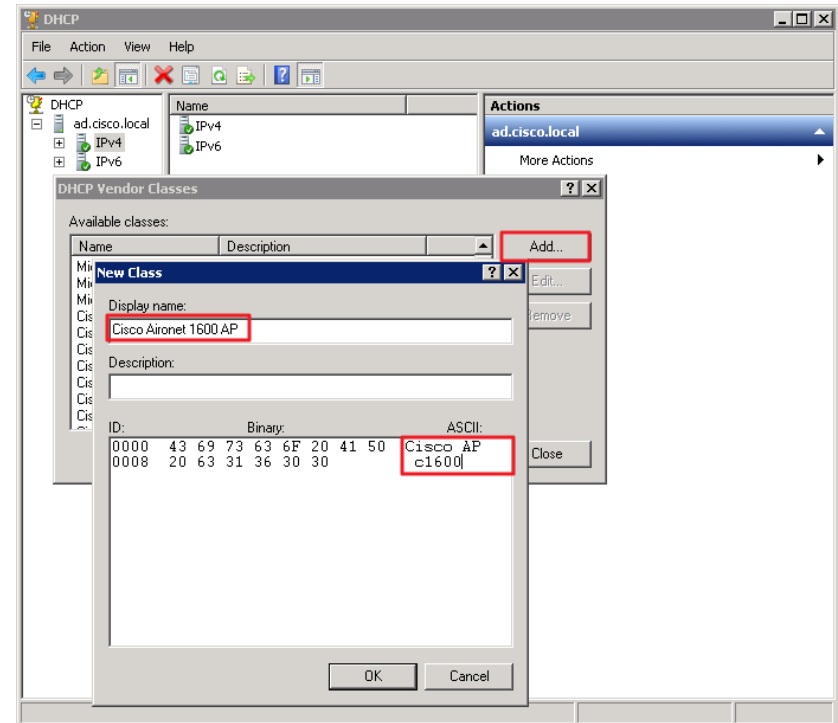 DHCP
File Action View Help
DHCP
ad.cisco.local
IPv4
IPv6
Name
IPv4
IPv6
Actions
ad.cisco.local
More Actions
DHCP Vendor Classes
Available classes:
Name Description
Add...
Edit...
Close
New Class
Display name:
Cisco Aironet 1600 AP
Description:
ID: Binary: ASCII:
0000 43 69 73 63 6F 20 41 50 Cisco AP
0008 20 63 31 36 30 30 c1600
OK Cancel